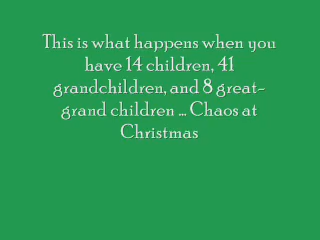 This is what happens when you
have 14 children, 41
grandchildren, and 8 great-
grand children ... Chaos at
Christmas